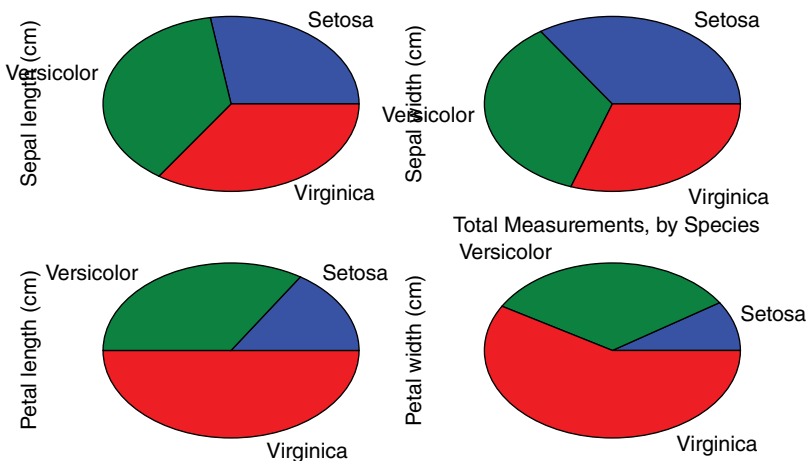 Setosa
Versicolor
Sepal length (cm)
Virginica
Setosa
Versicolor
Sepal width (cm)
Virginica
Total Measurements, by Species
Versicolor
Setosa
Petal length (cm)
Virginica
Versicolor
Setosa
Petal width (cm)
Virginica